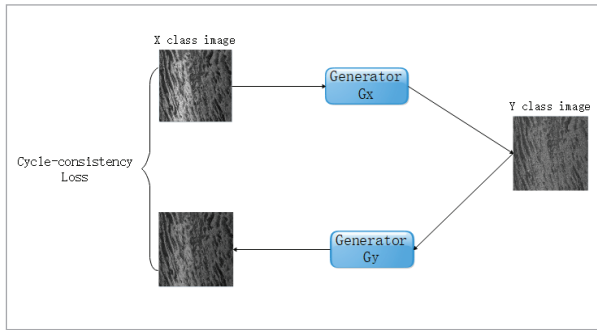 X class image
Generator
Gx
Y class image
Cycle-consistency
Loss
Generator
Gy